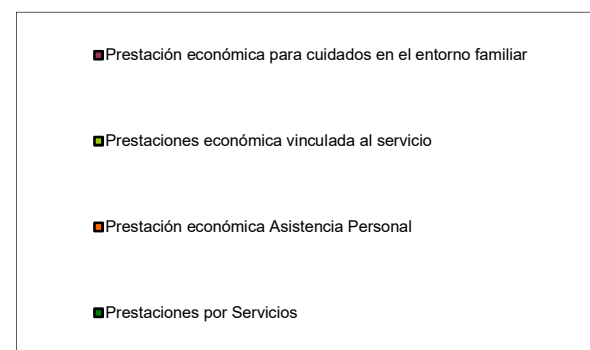 Prestación económica para cuidados en el entorno familiar
Prestaciones económica vinculada al servicio
Prestación económica Asistencia Personal
Prestaciones por Servicios